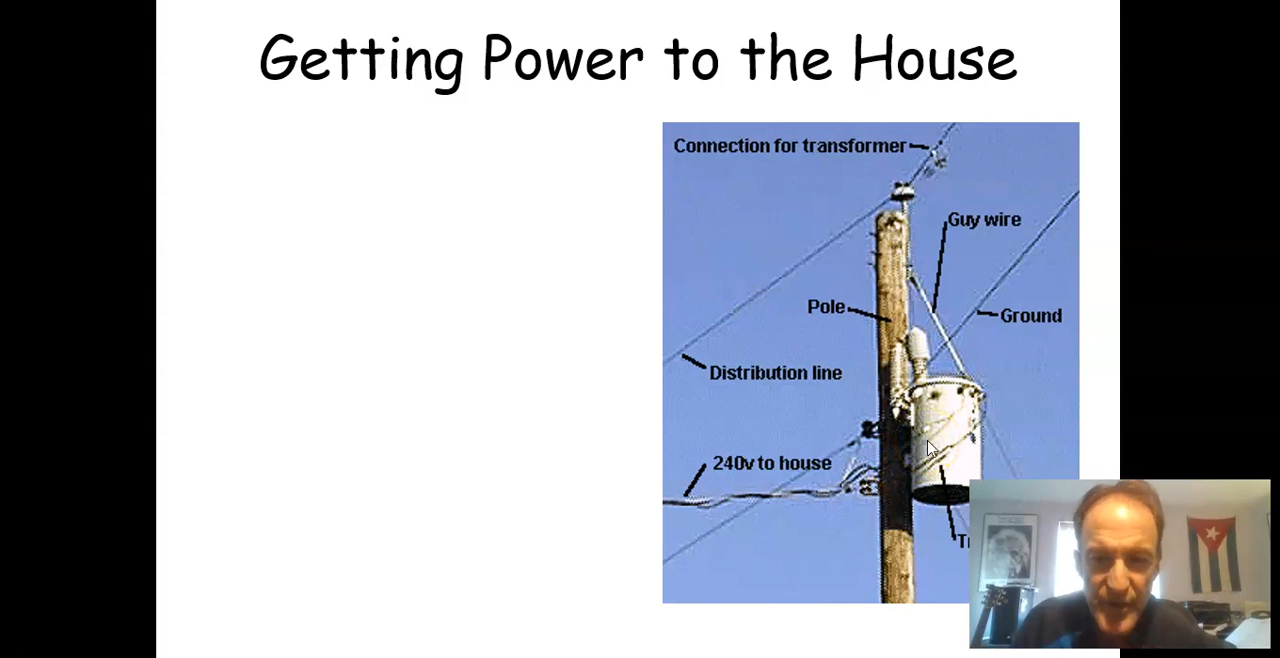 Getting Power to the House
Connection for transformer
Guy wire
Pole
Ground
Distribution line
240v to house